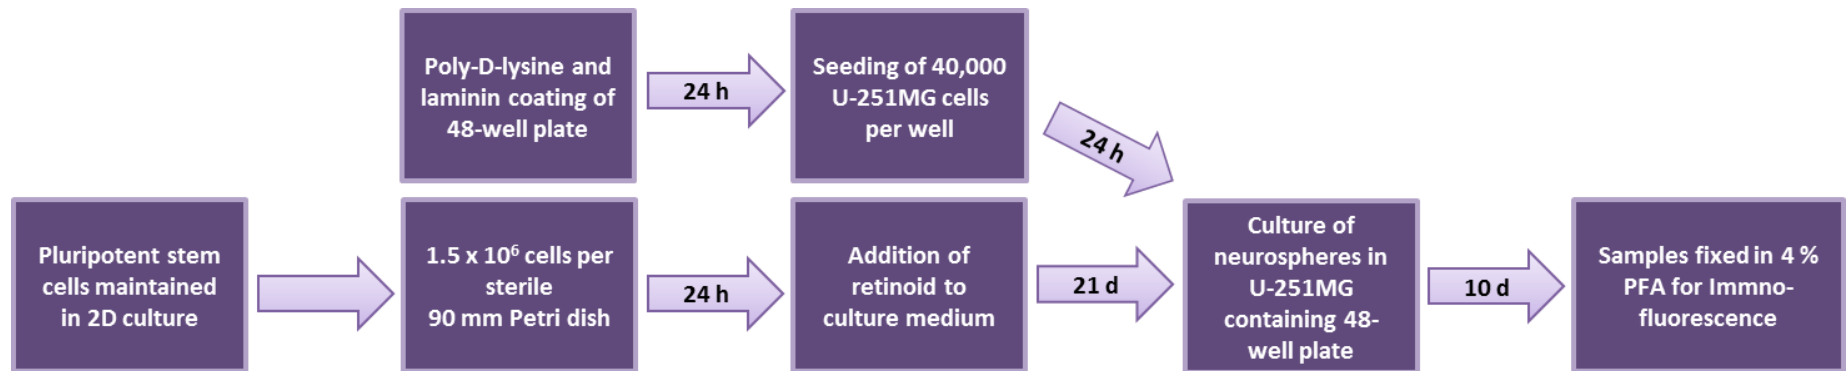 Poly-D-lysine and
laminin coating of
48-well plate
24 h
Seeding of 40,000
U-251MG cells
per well
24 h
Pluripotent stem
cells maintained
in 2D culture
1.5 x 10⁶ cells per
sterile
90 mm Petri dish
24 h
Addition of
retinoid to
culture medium
21 d
Culture of
neurospheres in
U-251MG
containing 48-
well plate
10 d
Samples fixed in 4 %
PFA for Immno-
fluorescence